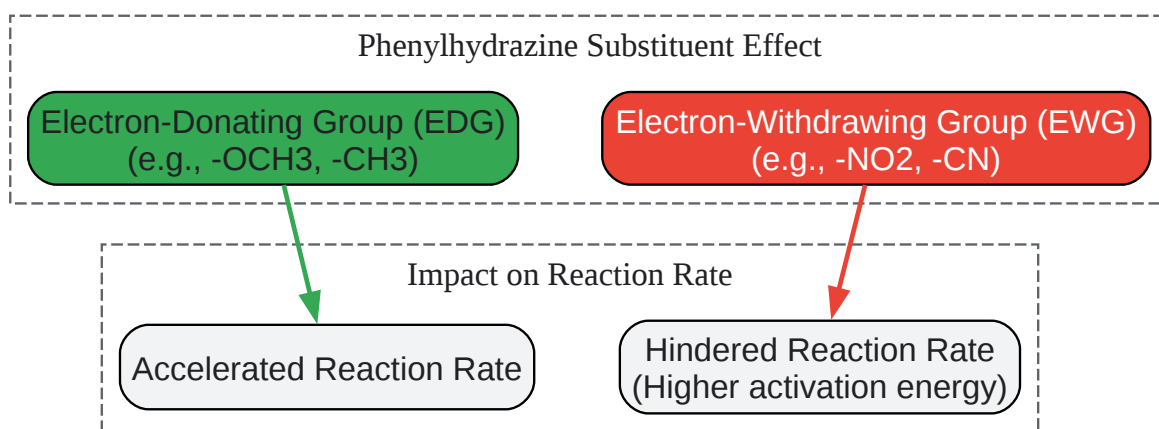 Phenylhydrazine Substituent Effect
Electron-Donating Group (EDG)
(e.g., -OCH3, -CH3)
Electron-Withdrawing Group (EWG)
(e.g., -NO2, -CN)
Impact on Reaction Rate
Accelerated Reaction Rate
Hindered Reaction Rate
(Higher activation energy)